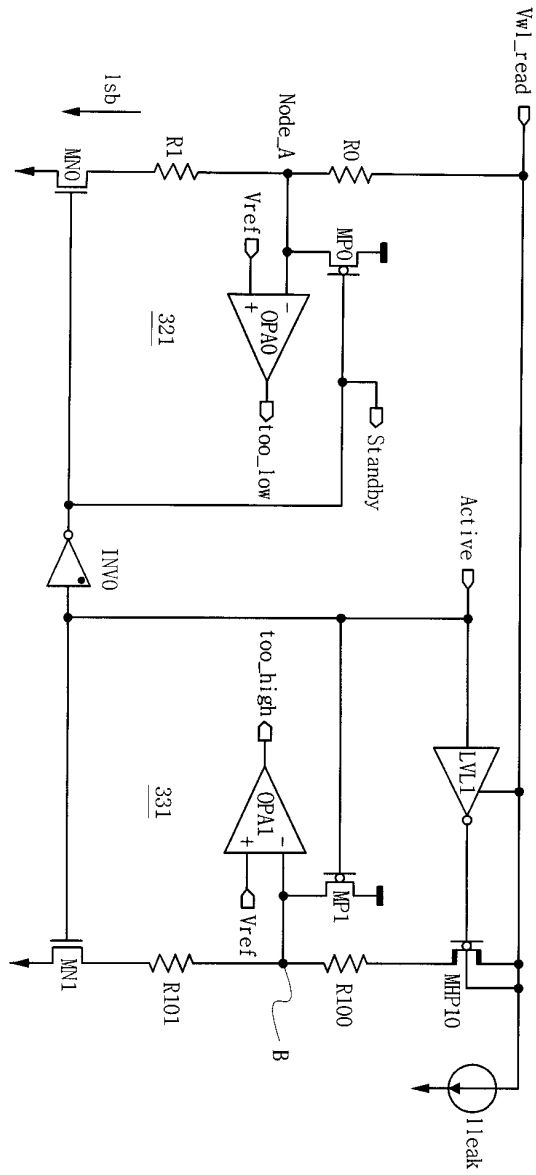 Vwl_read
R0
Node_A
R1
lsb
MN0
MP0
Vref
-
+
OPA0
too_low
321
Standby
INV0
Active
LVL1
MHP10
Ileak
MP1
too_high
331
OPA1
-
+
Vref
R100
B
R101
MN1